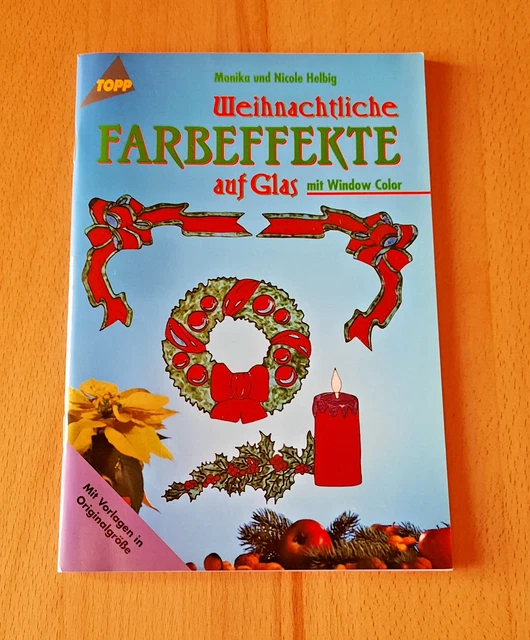 TOPP
Monika und Nicole Helbig
Weihnachtliche
FARBEFFEKTE
auf Glas mit Window Color
Mit Vorlagen in
Originalgröße